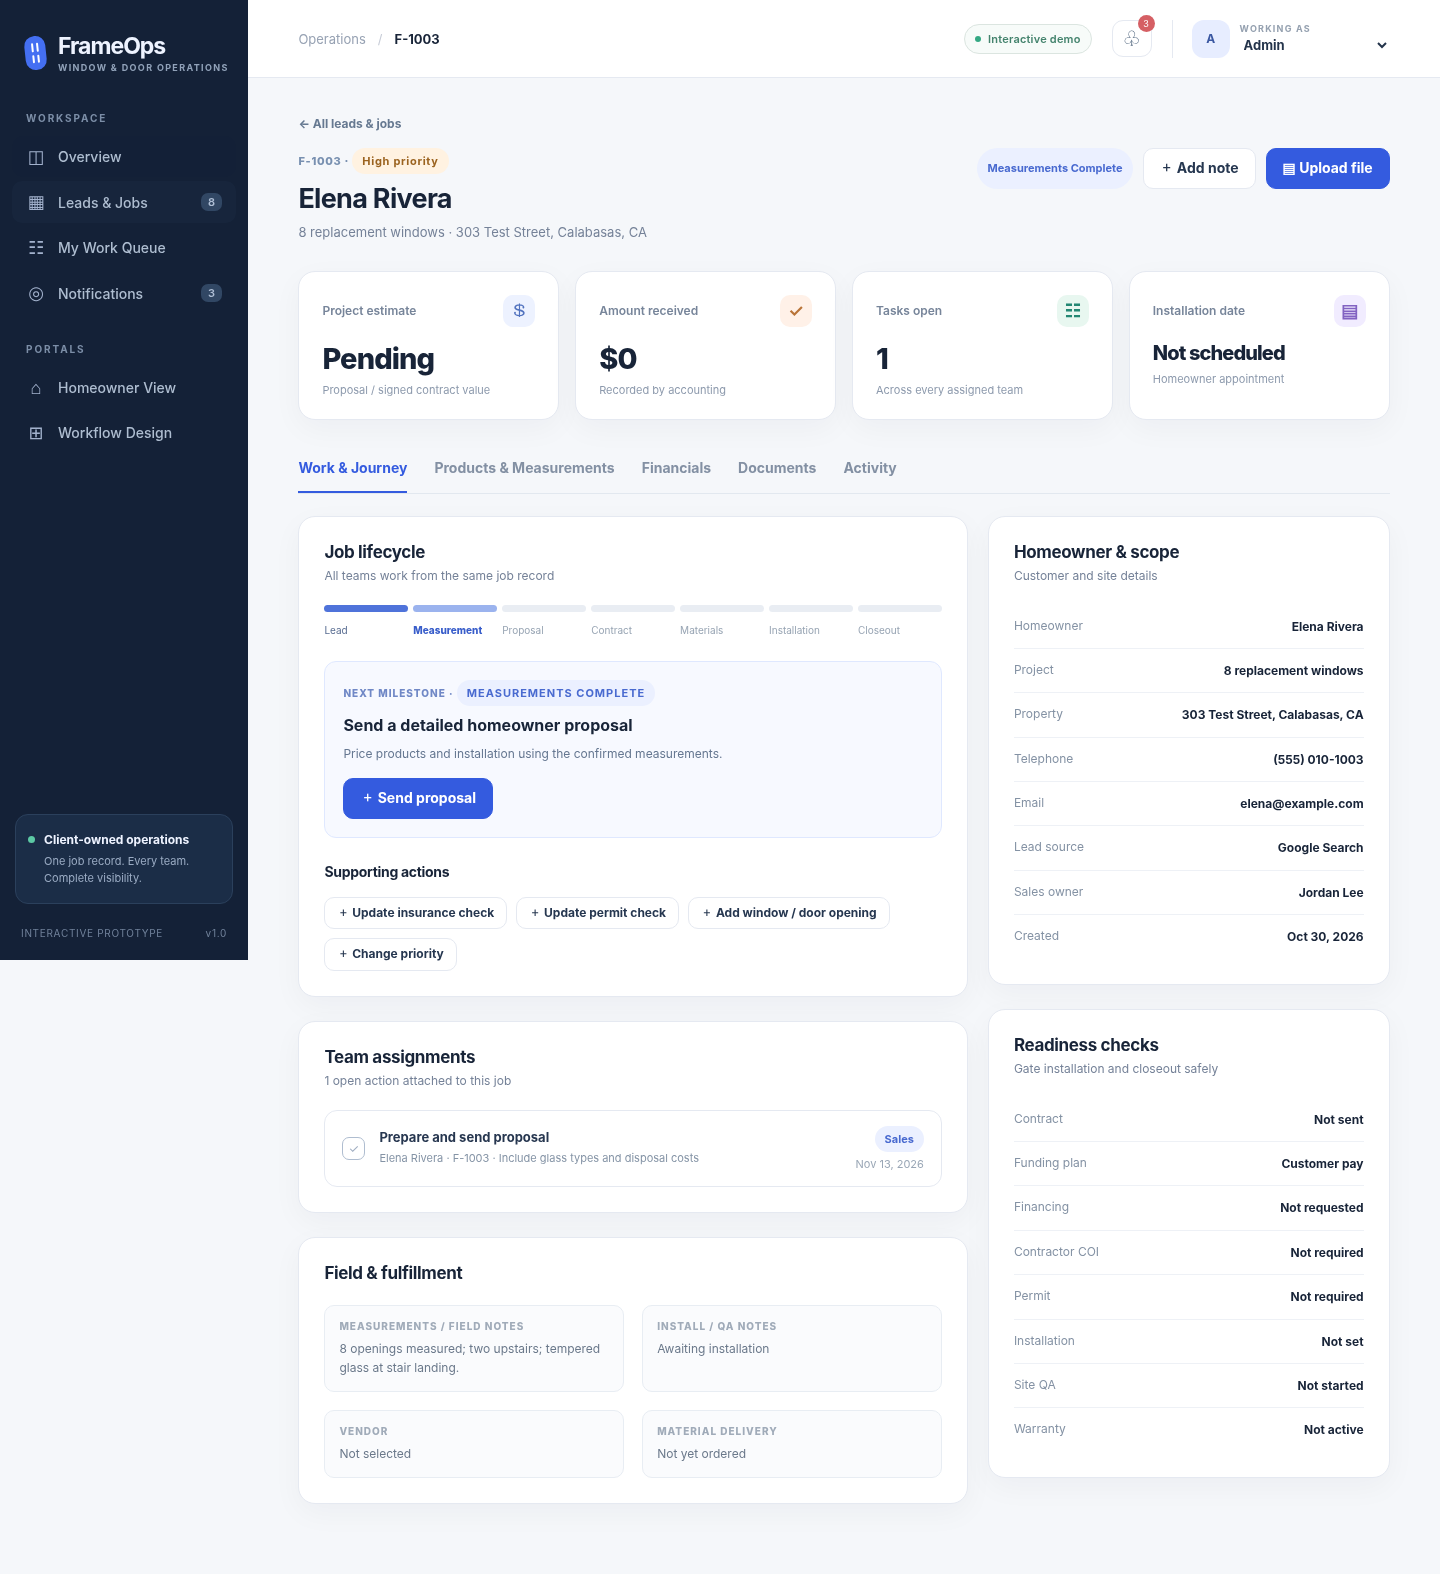 FrameOps
WINDOW & DOOR OPERATIONS
WORKSPACE
Overview
Leads & Jobs 8
My Work Queue
Notifications 3
PORTALS
Homeowner View
Workflow Design
Client-owned operations
One job record. Every team.
Complete visibility.
INTERACTIVE PROTOTYPE v1.0
Operations / F-1003
Interactive demo
3
A
WORKING AS
Admin
← All leads & jobs
F-1003 · High priority
Elena Rivera
8 replacement windows · 303 Test Street, Calabasas, CA
Measurements Complete
+ Add note
Upload file
Project estimate $
Pending
Proposal / signed contract value
Amount received
$0
Recorded by accounting
Tasks open
1
Across every assigned team
Installation date
Not scheduled
Homeowner appointment
Work & Journey Products & Measurements Financials Documents Activity
Job lifecycle
All teams work from the same job record
Lead Measurement Proposal Contract Materials Installation Closeout
NEXT MILESTONE · MEASUREMENTS COMPLETE
Send a detailed homeowner proposal
Price products and installation using the confirmed measurements.
+ Send proposal
Supporting actions
+ Update insurance check + Update permit check + Add window / door opening
+ Change priority
Team assignments
1 open action attached to this job
Prepare and send proposal
Elena Rivera · F-1003 · Include glass types and disposal costs
Sales
Nov 13, 2026
Field & fulfillment
MEASUREMENTS / FIELD NOTES
8 openings measured; two upstairs; tempered
glass at stair landing.
INSTALL / QA NOTES
Awaiting installation
VENDOR
Not selected
MATERIAL DELIVERY
Not yet ordered
Homeowner & scope
Customer and site details
Homeowner Elena Rivera
Project 8 replacement windows
Property 303 Test Street, Calabasas, CA
Telephone (555) 010-1003
Email elena@example.com
Lead source Google Search
Sales owner Jordan Lee
Created Oct 30, 2026
Readiness checks
Gate installation and closeout safely
Contract Not sent
Funding plan Customer pay
Financing Not requested
Contractor COI Not required
Permit Not required
Installation Not set
Site QA Not started
Warranty Not active